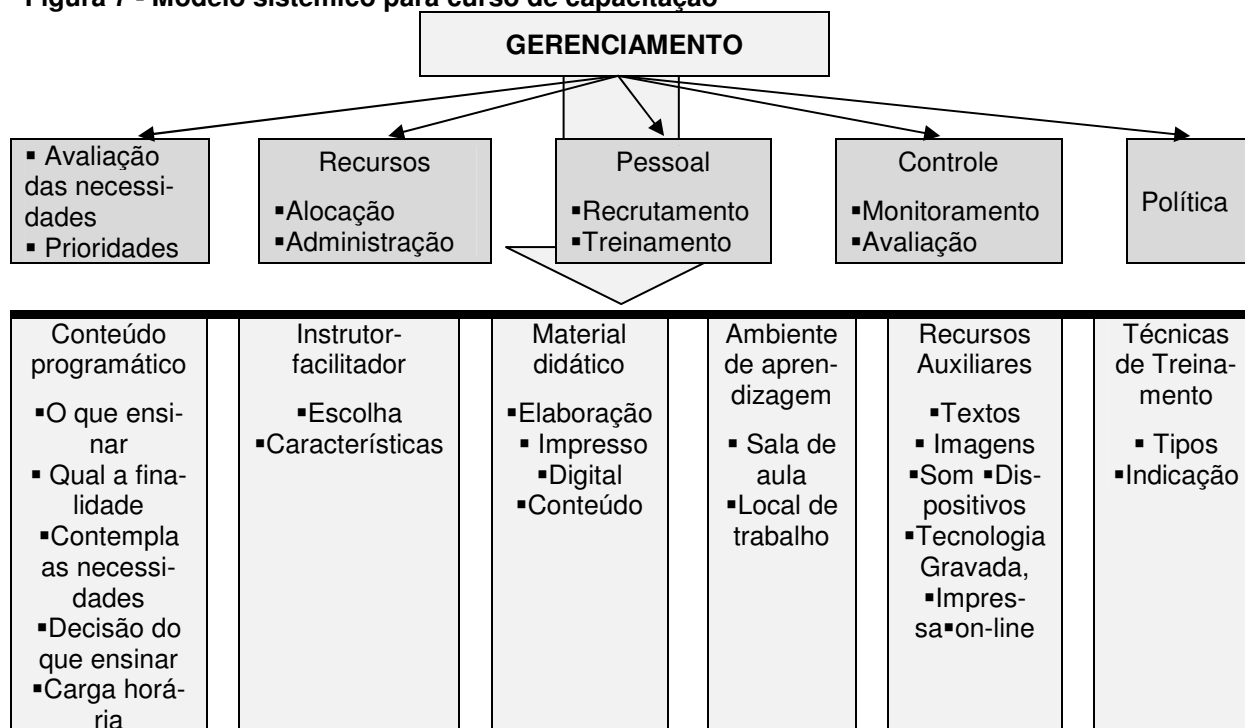 Figura 7 - Modelo sistêmico para curso de capacitação
GERENCIAMENTO
▪ Avaliação
das necessi-
dades
▪ Prioridades
Recursos
▪Alocação
▪Administração
Pessoal
▪Recrutamento
▪Treinamento
Controle
▪Monitoramento
▪Avaliação
Política
Conteúdo
programático
▪O que ensi-
nar
▪ Qual a fina-
lidade
▪Contempla
as necessi-
dades
▪Decisão do
que ensinar
▪Carga horá-
ria
Instrutor-
facilitador
▪Escolha
▪Características
Material
didático
▪Elaboração
▪ Impresso
▪Digital
▪Conteúdo
Ambiente
de apren-
dizagem
▪ Sala de
aula
▪Local de
trabalho
Recursos
Auxiliares
▪Textos
▪ Imagens
▪Som ▪Dis-
positivos
▪Tecnologia
Gravada,
▪Impres-
sa▪on-line
Técnicas
de Treina-
mento
▪ Tipos
▪Indicação